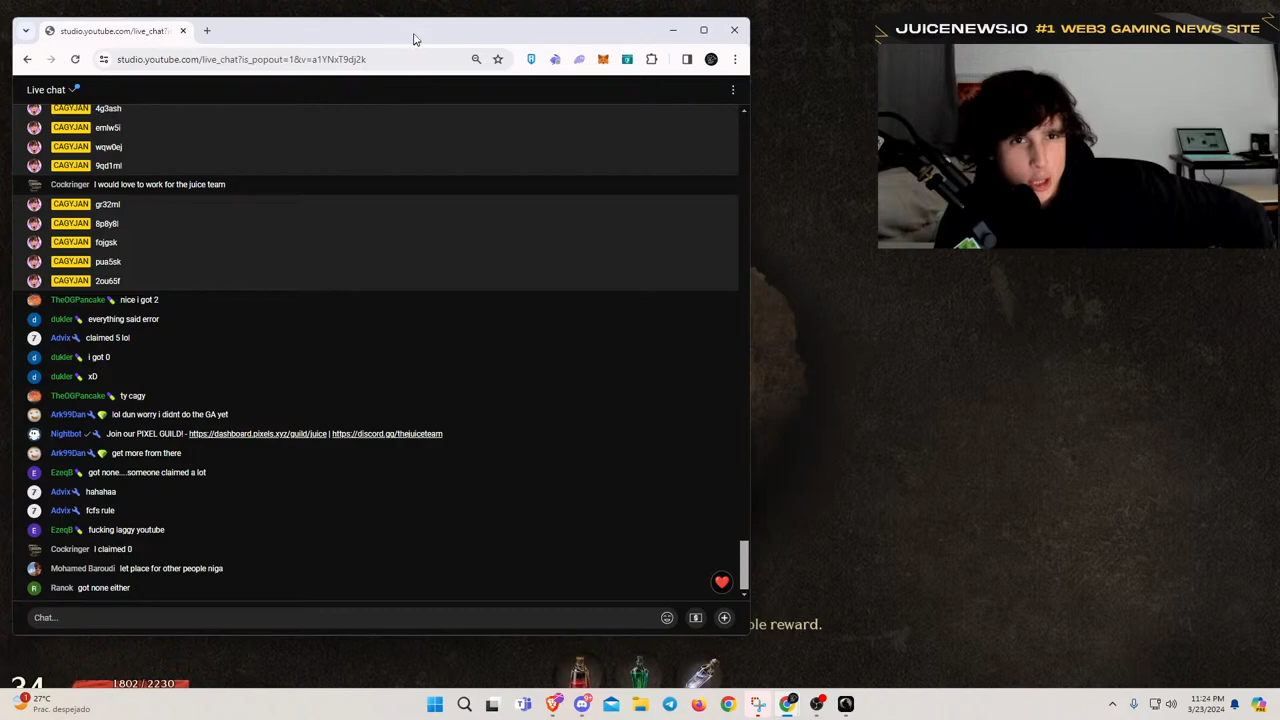 studio.youtube.com/live_chat?i
JUICENEWS.IO #1 WEB3 GAMING NEWS SITE
studio.youtube.com/live_chat?is_popout=1&v=a1YNxT9dj2k
Live chat
CAGYJAN 4g3ash
CAGYJAN emlw5i
CAGYJAN wqw0ej
CAGYJAN 9qd1ml
Cockringer I would love to work for the juice team
CAGYJAN gr32ml
CAGYJAN 8p8y8l
CAGYJAN fojgsk
CAGYJAN pua5sk
CAGYJAN 2ou65f
TheOGPancake nice i got 2
d dukler everything said error
7 Advix claimed 5 lol
d dukler i got 0
d dukler xD
TheOGPancake ty cagy
Ark99Dan lol dun worry i didnt do the GA yet
Nightbot Join our PIXEL GUILD! - https://dashboard.pixels.xyz/guild/juice | https://discord.gg/thejuiceteam
Ark99Dan get more from there
E EzeqB got none....someone claimed a lot
7 Advix hahahaa
7 Advix fcfs rule
E EzeqB fucking laggy youtube
Cockringer I claimed 0
Mohamed Baroudi let place for other people niga
R Ranok got none either
Chat...
ble reward.
34
1802 / 2230
1
27°C
Prac. despejado
11:24 PM
3/23/2024